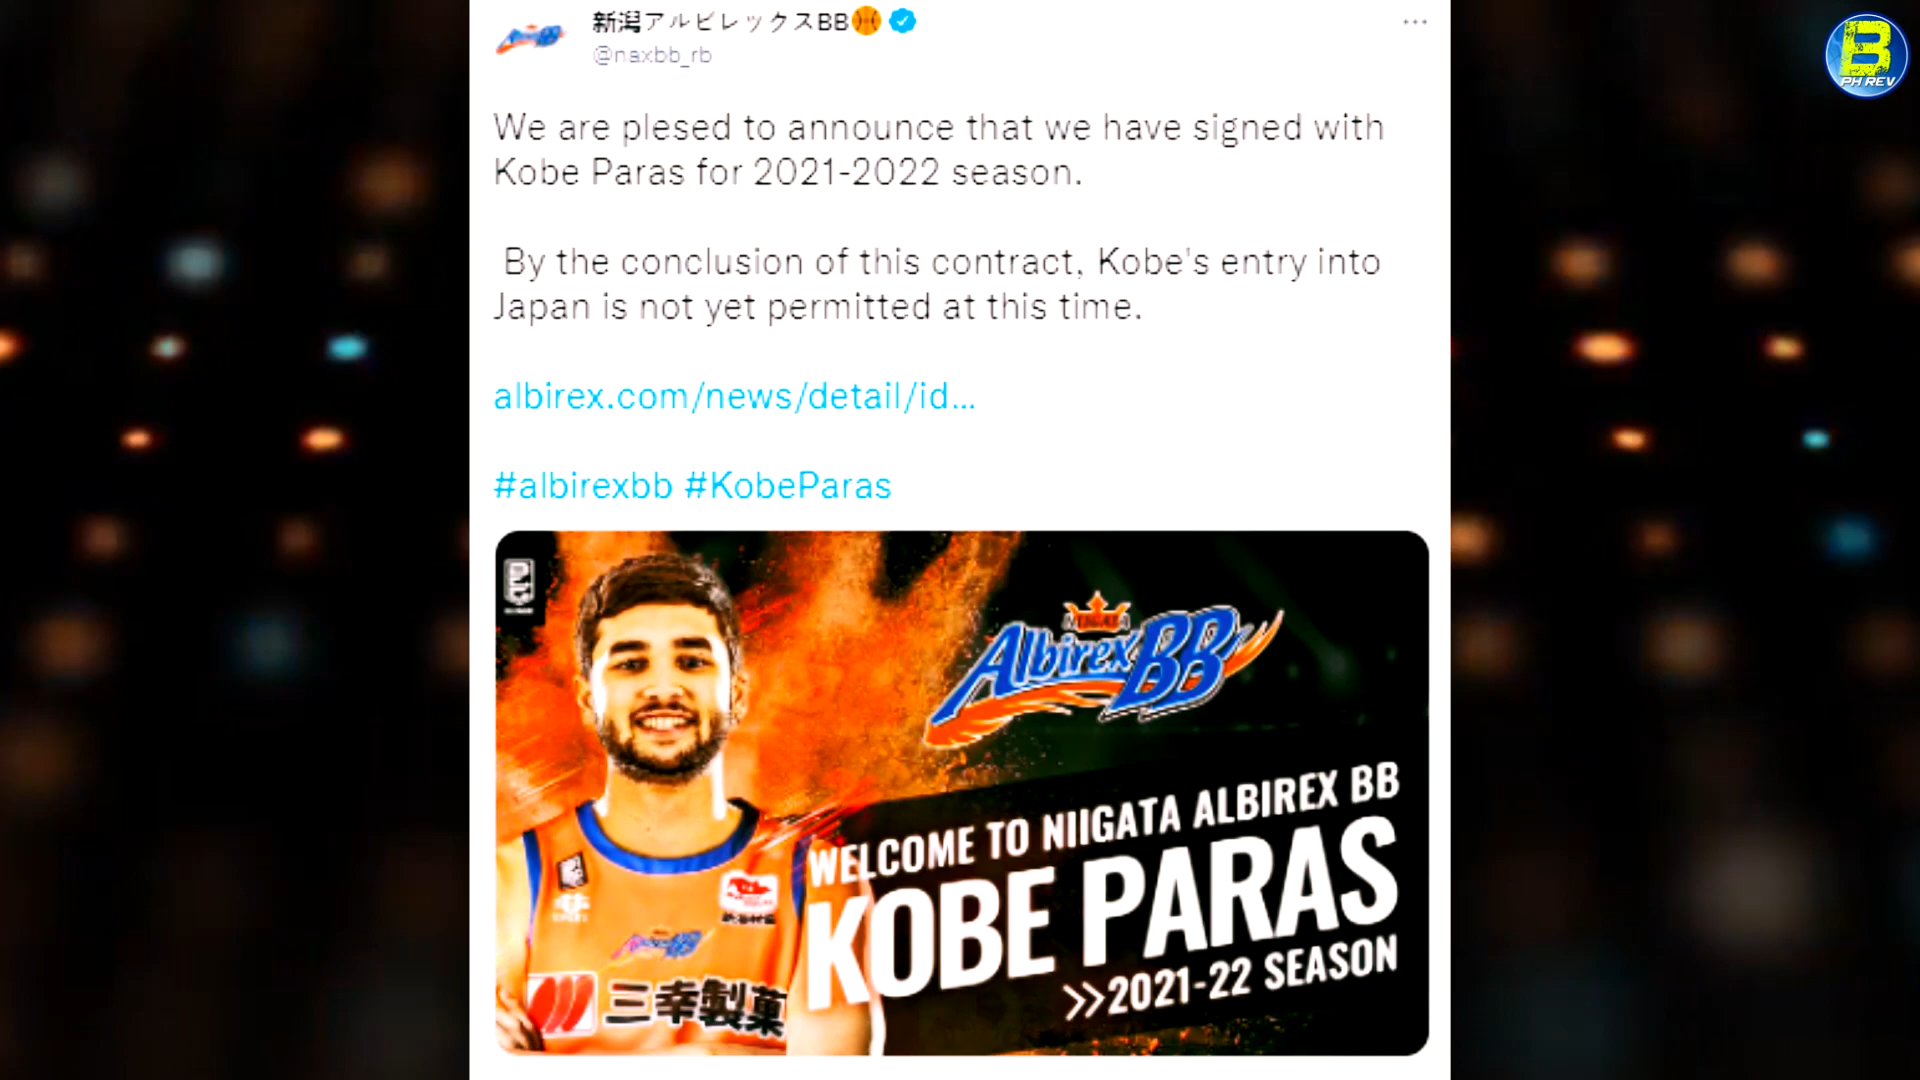 新潟アルビレックスBB
@naxbb_rb
B
PH REV
We are plesed to announce that we have signed with
Kobe Paras for 2021-2022 season.
By the conclusion of this contract, Kobe's entry into
Japan is not yet permitted at this time.
albirex.com/news/detail/id...
#albirexbb #KobeParas
NIIGATA
AlbirexBB
WELCOME TO NIIGATA ALBIREX BB
KOBE PARAS
>>2021-22 SEASON
AlbirexBB
三幸製菓